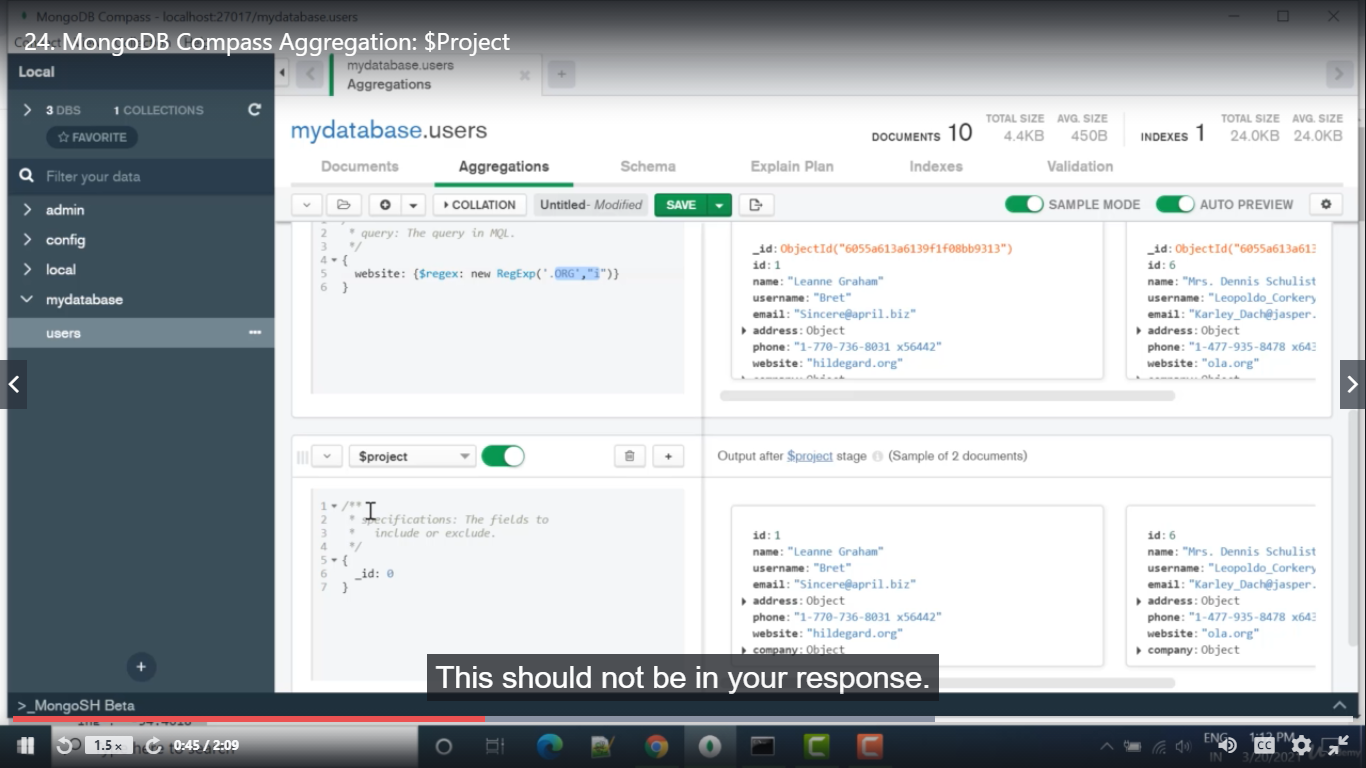 MongoDB Compass - localhost:27017/mydatabase.users
24. MongoDB Compass Aggregation: $Project
Local
mydatabase.users
Aggregations
3 DBS 1 COLLECTIONS
FAVORITE
Filter your data
admin
config
local
mydatabase
users
mydatabase.users
DOCUMENTS 10
TOTAL SIZE AVG. SIZE
4.4KB 450B
INDEXES 1
TOTAL SIZE AVG. SIZE
24.0KB 24.0KB
Documents Aggregations Schema Explain Plan Indexes Validation
COLLATION Untitled- Modified SAVE SAMPLE MODE AUTO PREVIEW
2 * query: The query in MQL.
3 */
4 {
5 website: {$regex: new RegExp('.ORG',"i")}
6 }
_id: ObjectId("6055a613a6139f1f08bb9313")
id: 1
name: "Leanne Graham"
username: "Bret"
email: "Sincere@april.biz"
address: Object
phone: "1-770-736-8031 x56442"
website: "hildegard.org"
company: Object
_id: ObjectId("6055a613a613
id: 6
name: "Mrs. Dennis Schulist
username: "Leopoldo_Corkery
email: "Karley_Dach@jasper.
address: Object
phone: "1-477-935-8478 x643
website: "ola.org"
company: Object
$project
Output after $project stage (Sample of 2 documents)
1 /**
2 * specifications: The fields to
3 * include or exclude.
4 */
5 {
6 _id: 0
7 }
id: 1
name: "Leanne Graham"
username: "Bret"
email: "Sincere@april.biz"
address: Object
phone: "1-770-736-8031 x56442"
website: "hildegard.org"
company: Object
id: 6
name: "Mrs. Dennis Schulist
username: "Leopoldo_Corkery
email: "Karley_Dach@jasper.
address: Object
phone: "1-477-935-8478 x643
website: "ola.org"
company: Object
This should not be in your response.
>_MongoSH Beta
1.5x 0:45 / 2:09
ENG
IN
1:12 PM
3/20/2021